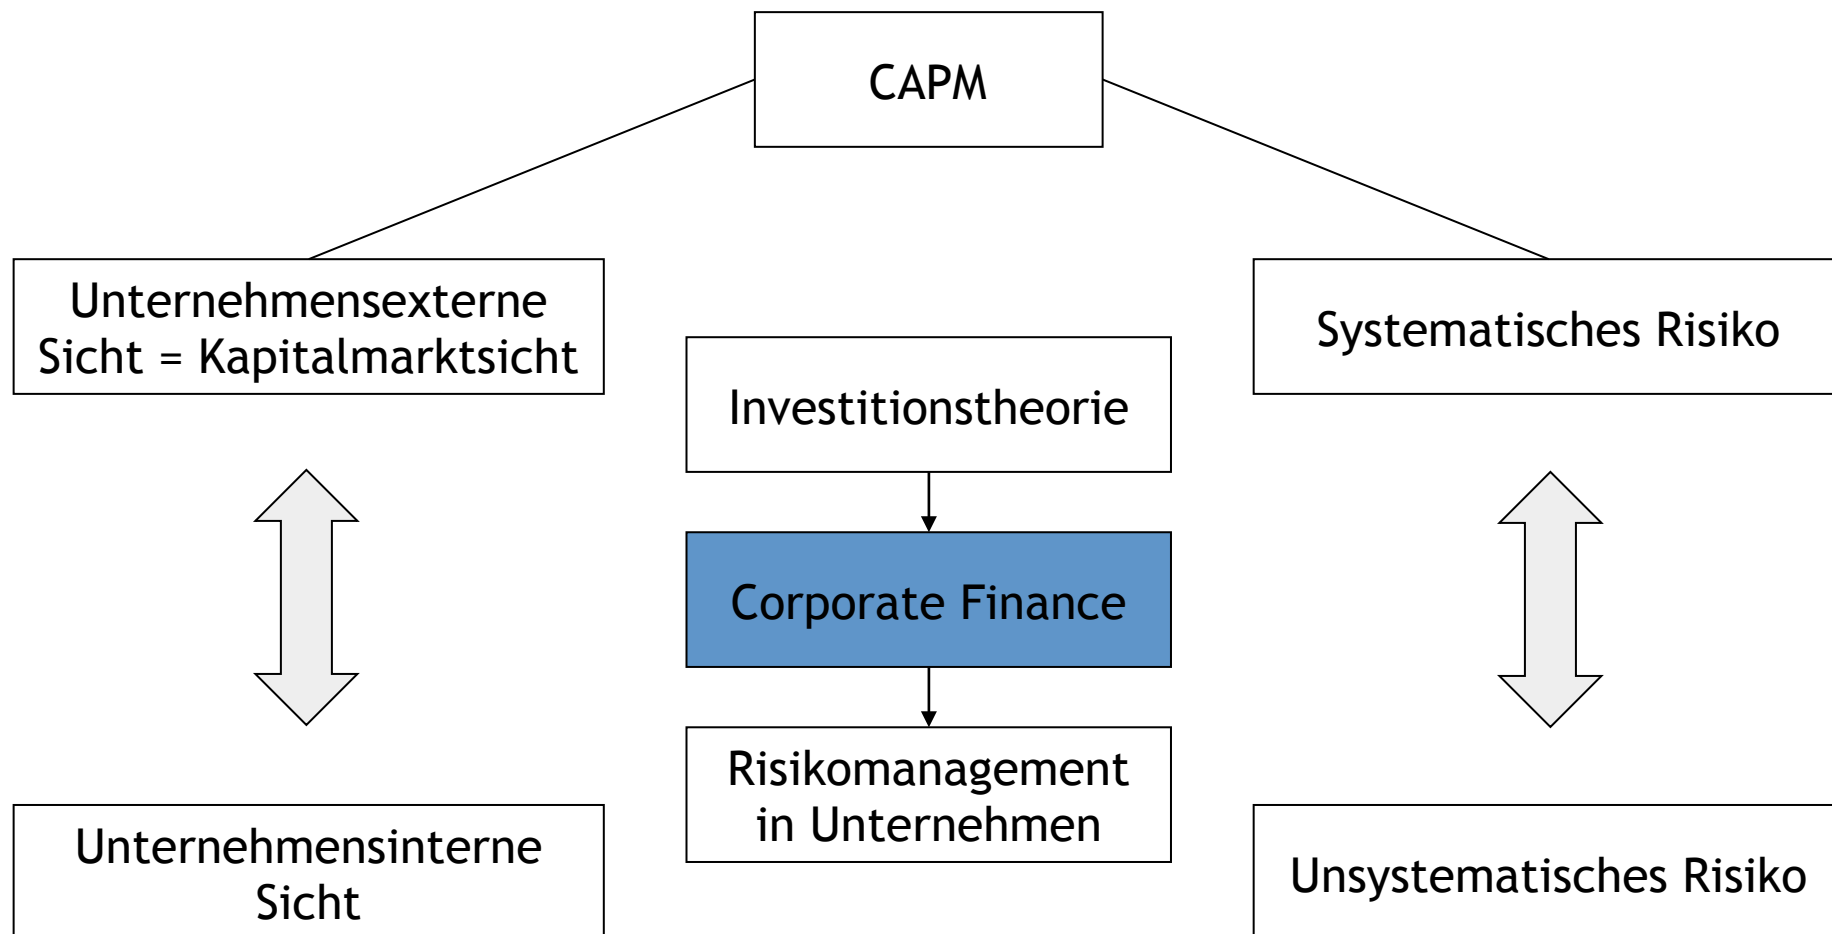 CAPM
Unternehmensexterne
Sicht = Kapitalmarktsicht
Systematisches Risiko
Investitionstheorie
Corporate Finance
Risikomanagement
in Unternehmen
Unternehmensinterne
Sicht
Unsystematisches Risiko